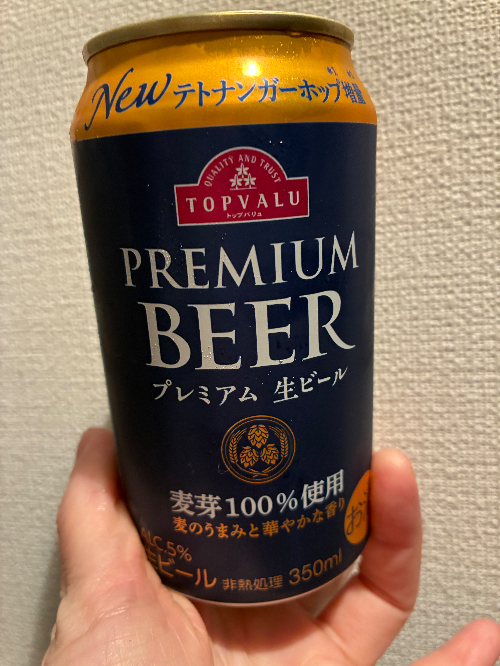 New テトナンガーホップ増量
QUALITY AND TRUST
TOPVALU
トップバリュ
PREMIUM
BEER
プレミアム 生ビール
麦芽100%使用
麦のうまみと華やかな香り
ALC.5%
生ビール 非熱処理 350ml
お